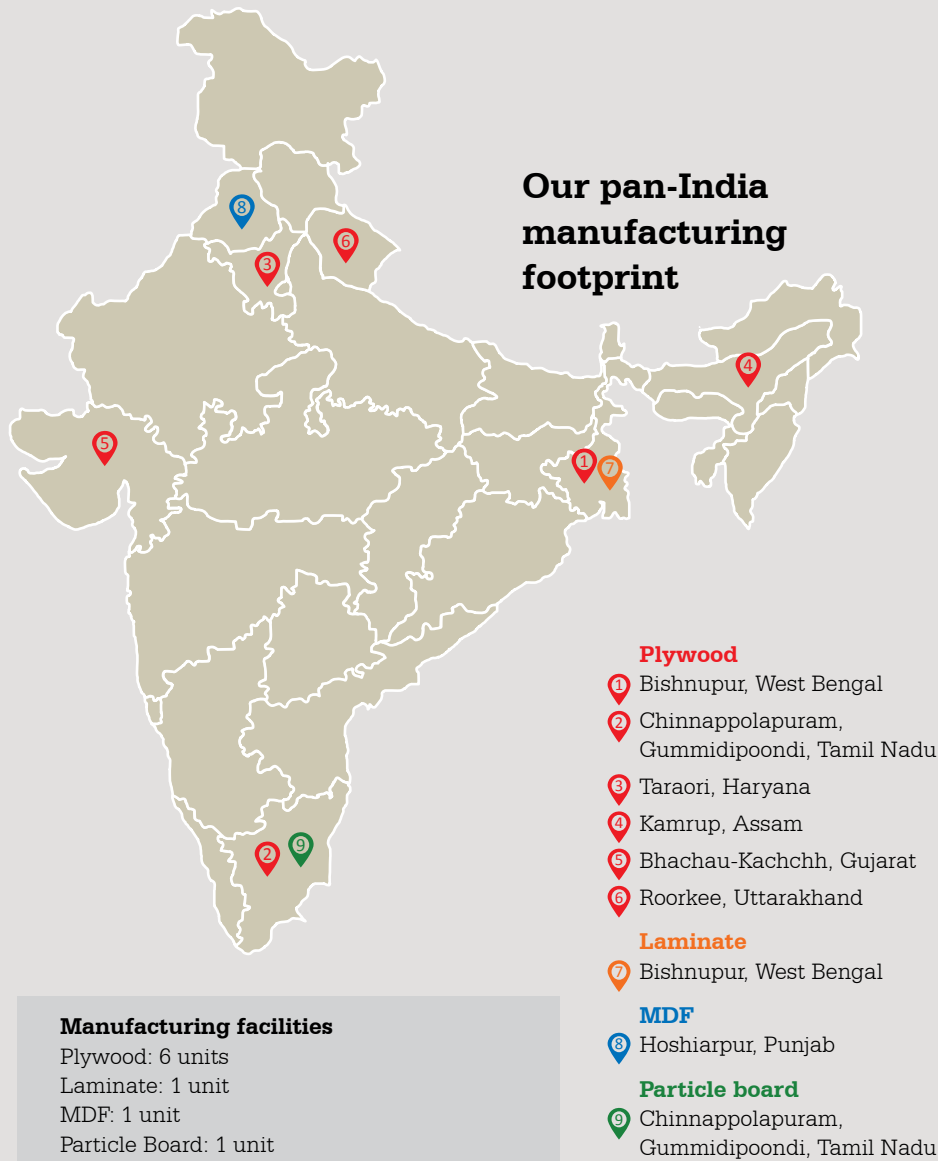 Our pan-India
manufacturing
footprint
8
6
3
4
5
1
7
2
9
Plywood
1 Bishnupur, West Bengal
2 Chinnappolapuram,
Gummidipoondi, Tamil Nadu
3 Taraori, Haryana
4 Kamrup, Assam
5 Bhachau-Kachchh, Gujarat
6 Roorkee, Uttarakhand
Laminate
7 Bishnupur, West Bengal
MDF
8 Hoshiarpur, Punjab
Particle board
9 Chinnappolapuram,
Gummidipoondi, Tamil Nadu
Manufacturing facilities
Plywood: 6 units
Laminate: 1 unit
MDF: 1 unit
Particle Board: 1 unit